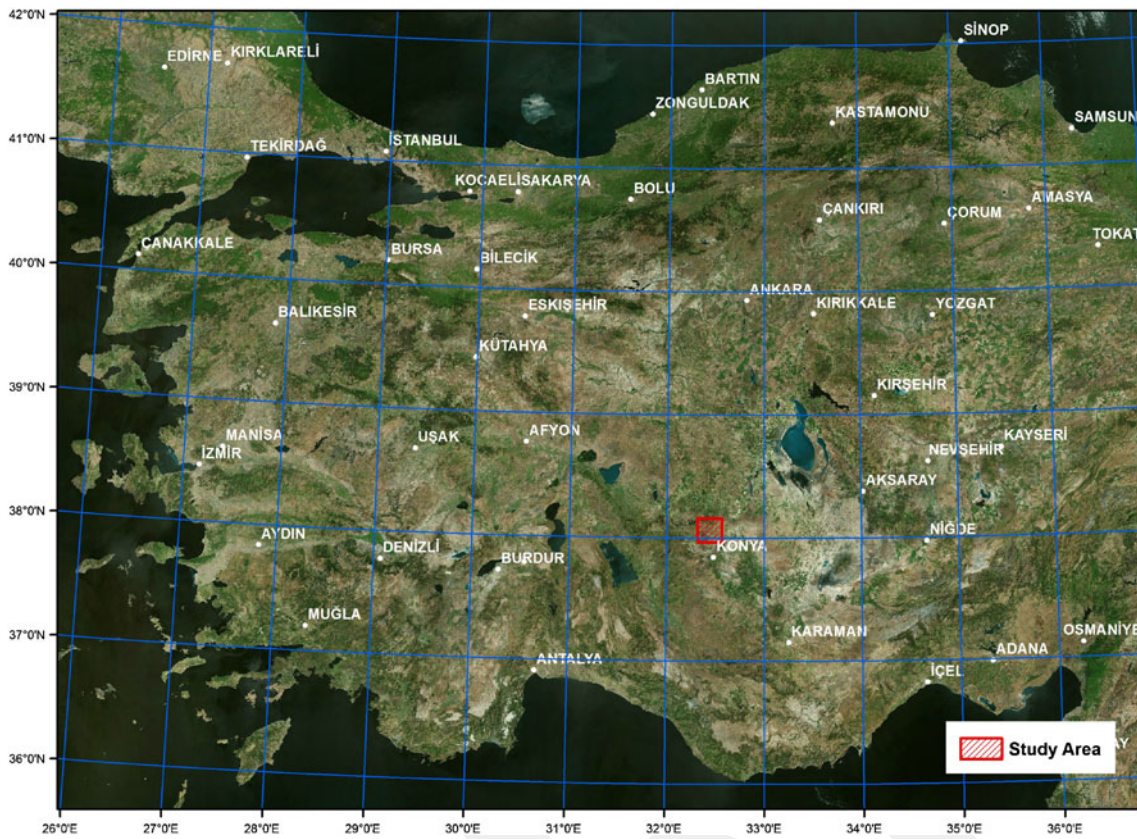 42°0'N
SİNOP
EDİRNE
KIRKLARELİ
BARTIN
ZONGULDAK
KASTAMONU
SAMSUN
41°0'N
TEKİRDAĞ
İSTANBUL
KOCAELİ
SAKARYA
BOLU
ÇANKIRI
ÇORUM
AMASYA
TOKAT
ÇANAKKALE
40°0'N
BURSA
BİLECİK
ANKARA
KIRIKKALE
YOZGAT
BALIKESİR
ESKİŞEHİR
KÜTAHYA
39°0'N
KIRŞEHİR
MANİSA
İZMİR
UŞAK
AFYON
NEVŞEHİR
KAYSERİ
AKSARAY
38°0'N
AYDIN
DENİZLİ
BURDUR
KONYA
NİĞDE
MUĞLA
37°0'N
KARAMAN
OSMANİYE
ANTALYA
ADANA
İÇEL
36°0'N
Study Area
AY
26°0'E 27°0'E 28°0'E 29°0'E 30°0'E 31°0'E 32°0'E 33°0'E 34°0'E 35°0'E 36°0'E